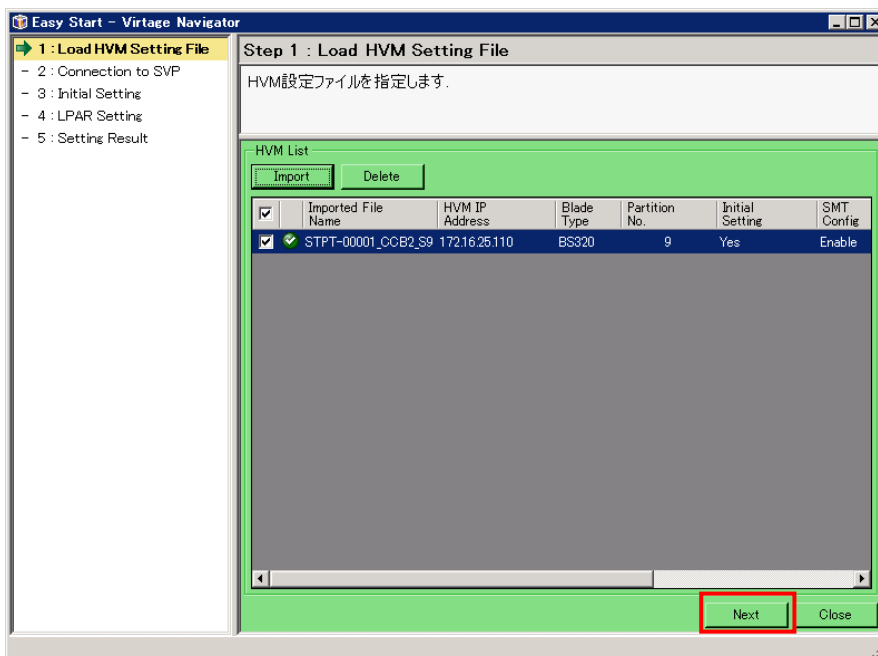 Easy Start - Virtage Navigator
1 : Load HVM Setting File
- 2 : Connection to SVP
- 3 : Initial Setting
- 4 : LPAR Setting
- 5 : Setting Result
Step 1 : Load HVM Setting File
HVM設定ファイルを指定します.
HVM List
Import Delete
Imported File Name HVM IP Address Blade Type Partition No. Initial Setting SMT Config
STPT-00001_CCB2_S9 172.16.25.110 BS320 9 Yes Enable
Next Close